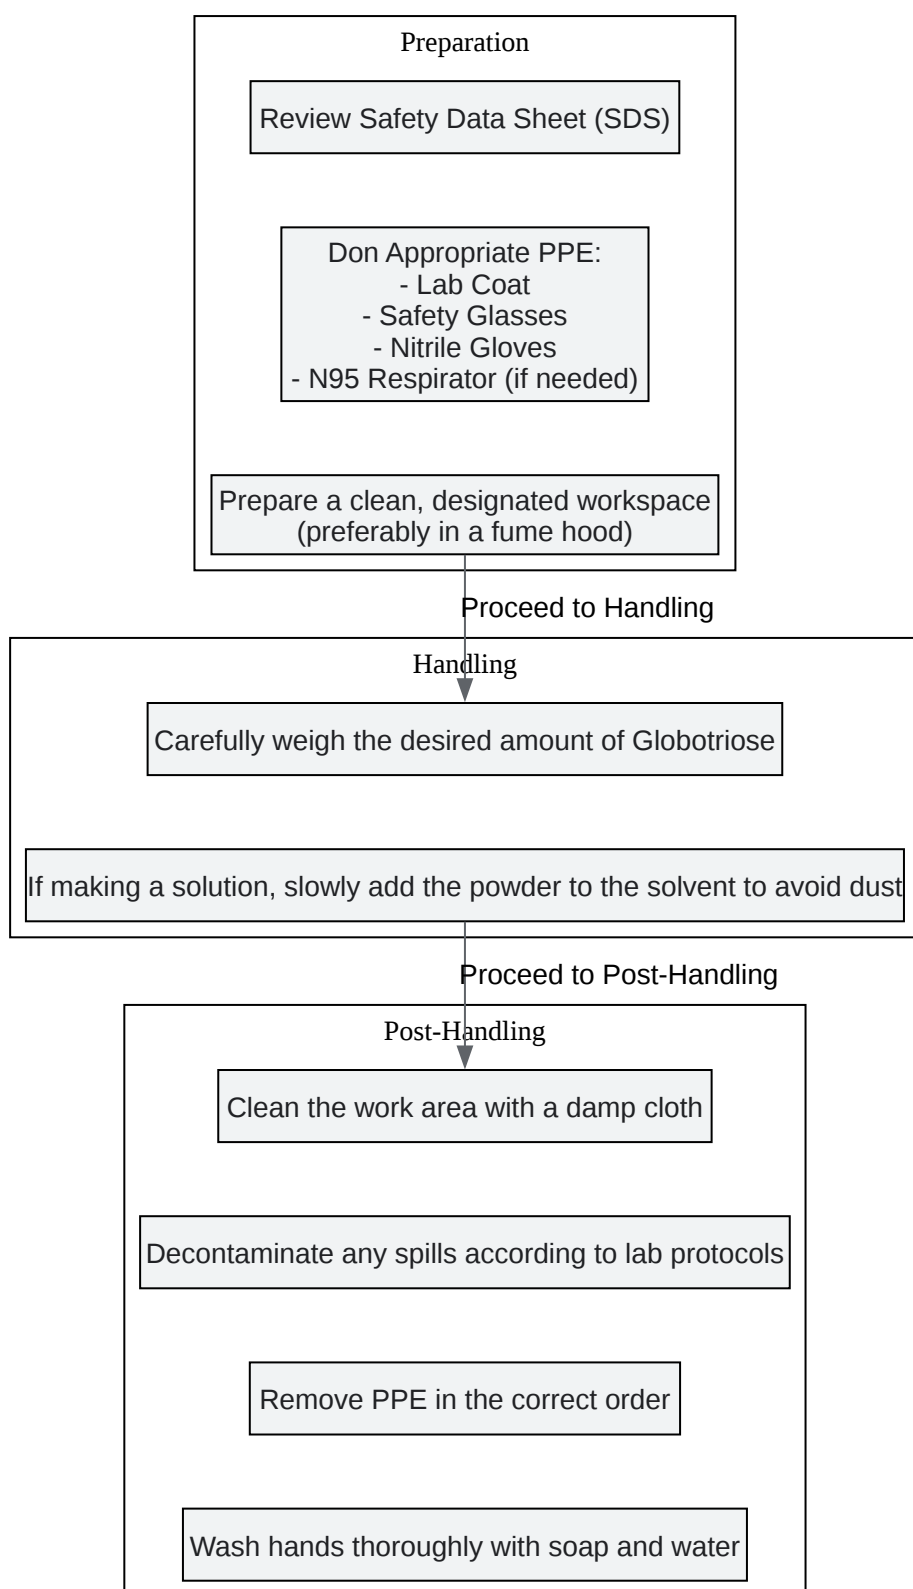 Preparation
Review Safety Data Sheet (SDS)
Don Appropriate PPE:
- Lab Coat
- Safety Glasses
- Nitrile Gloves
- N95 Respirator (if needed)
Prepare a clean, designated workspace
(preferably in a fume hood)
Proceed to Handling
Handling
Carefully weigh the desired amount of Globotriose
If making a solution, slowly add the powder to the solvent to avoid dust
Proceed to Post-Handling
Post-Handling
Clean the work area with a damp cloth
Decontaminate any spills according to lab protocols
Remove PPE in the correct order
Wash hands thoroughly with soap and water